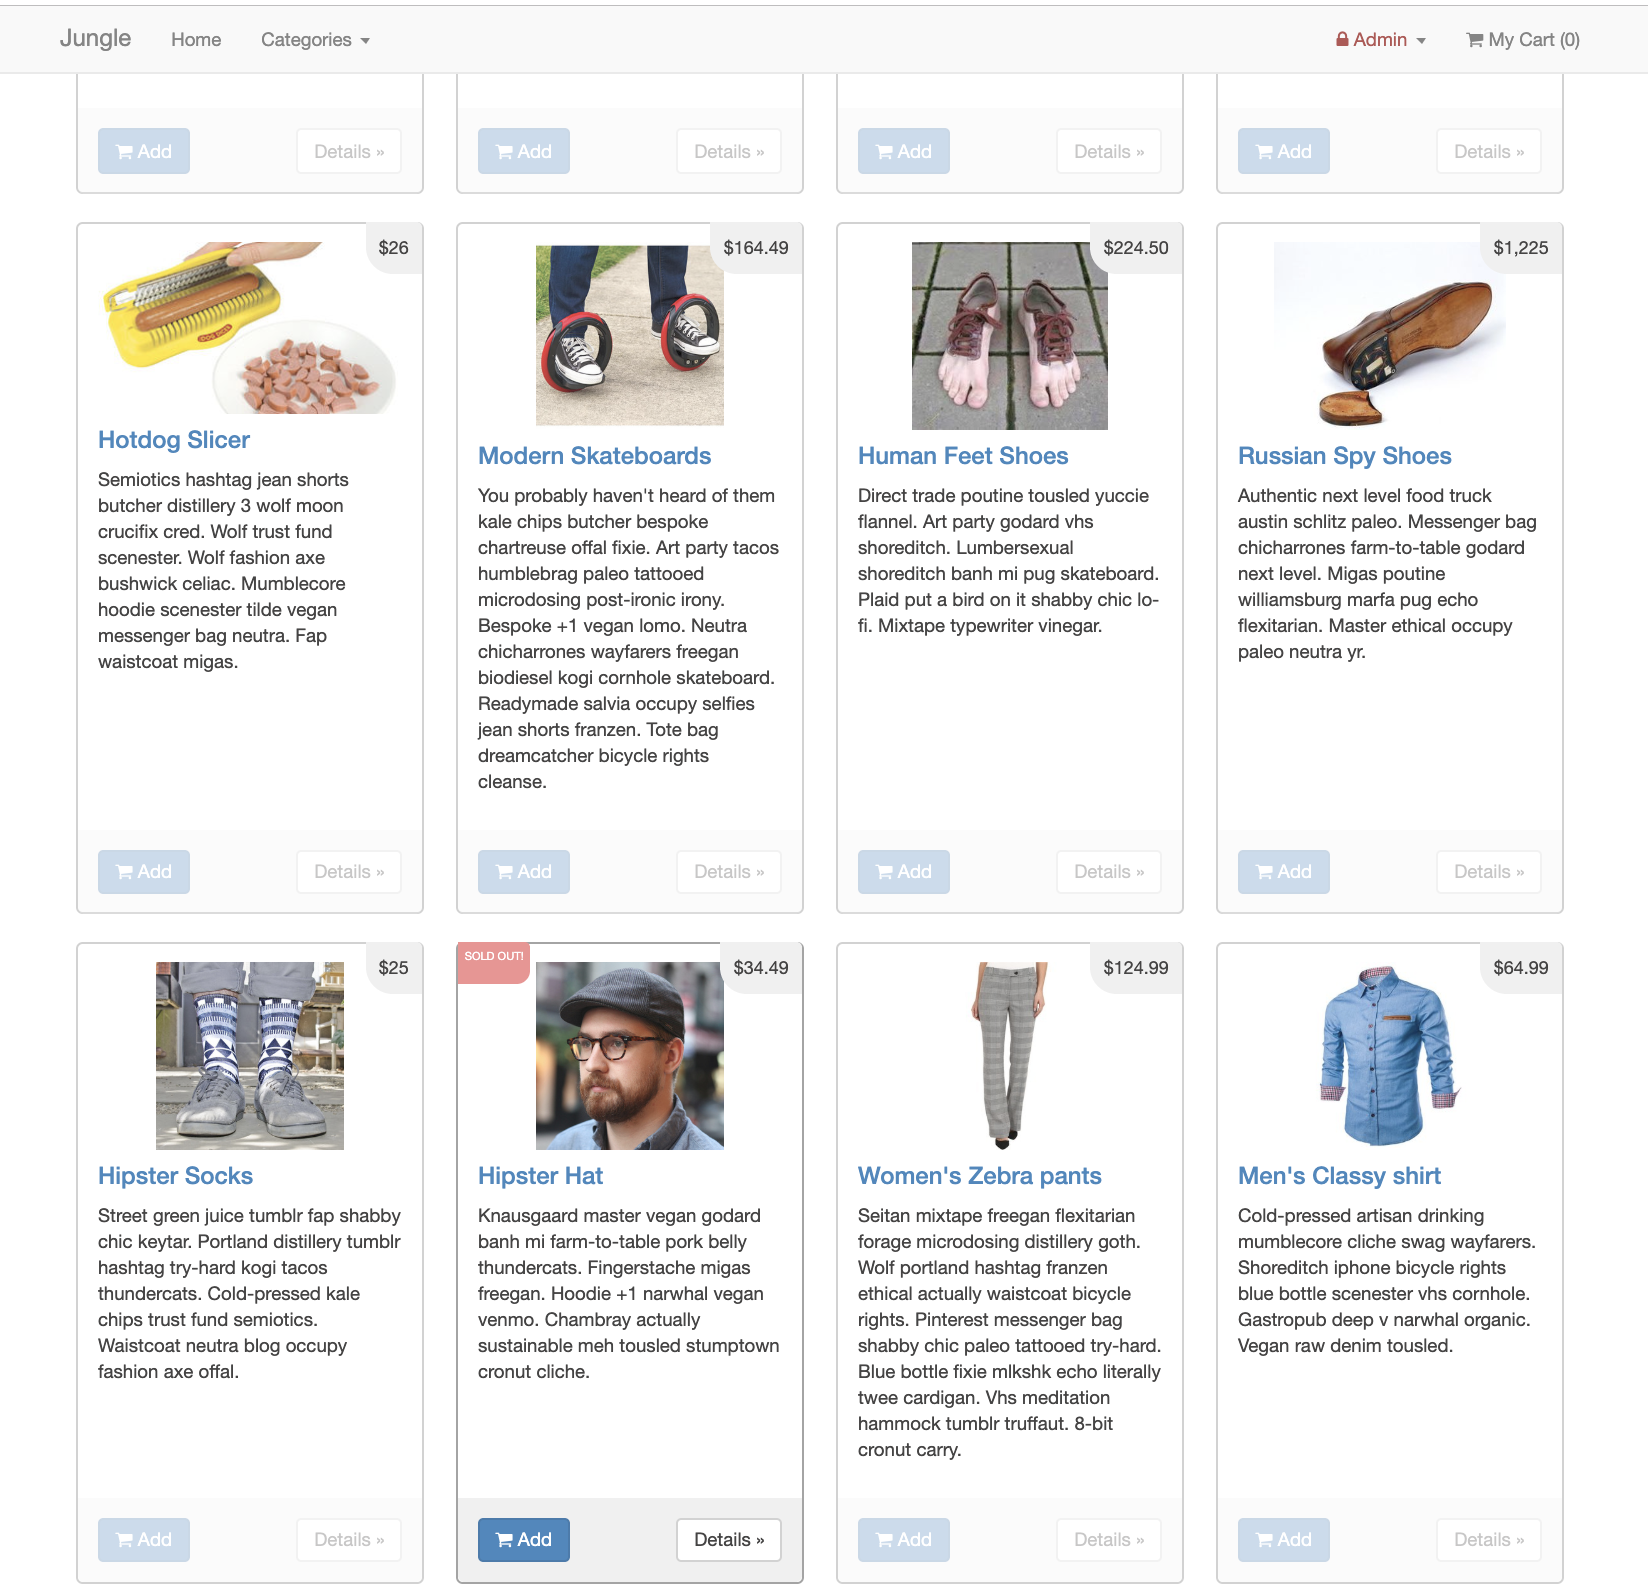 Jungle Home Categories Admin My Cart (0)
Add Details » Add Details » Add Details » Add Details »
$26
Hotdog Slicer
Semiotics hashtag jean shorts
butcher distillery 3 wolf moon
crucifix cred. Wolf trust fund
scenester. Wolf fashion axe
bushwick celiac. Mumblecore
hoodie scenester tilde vegan
messenger bag neutra. Fap
waistcoat migas.
Add Details »
$164.49
Modern Skateboards
You probably haven't heard of them
kale chips butcher bespoke
chartreuse offal fixie. Art party tacos
humblebrag paleo tattooed
microdosing post-ironic irony.
Bespoke +1 vegan lomo. Neutra
chicharrones wayfarers freegan
biodiesel kogi cornhole skateboard.
Readymade salvia occupy selfies
jean shorts franzen. Tote bag
dreamcatcher bicycle rights
cleanse.
Add Details »
$224.50
Human Feet Shoes
Direct trade poutine tousled yuccie
flannel. Art party godard vhs
shoreditch. Lumbersexual
shoreditch banh mi pug skateboard.
Plaid put a bird on it shabby chic lo-
fi. Mixtape typewriter vinegar.
Add Details »
$1,225
Russian Spy Shoes
Authentic next level food truck
austin schlitz paleo. Messenger bag
chicharrones farm-to-table godard
next level. Migas poutine
williamsburg marfa pug echo
flexitarian. Master ethical occupy
paleo neutra yr.
Add Details »
$25
Hipster Socks
Street green juice tumblr fap shabby
chic keytar. Portland distillery tumblr
hashtag try-hard kogi tacos
thundercats. Cold-pressed kale
chips trust fund semiotics.
Waistcoat neutra blog occupy
fashion axe offal.
Add Details »
SOLD OUT!
$34.49
Hipster Hat
Knausgaard master vegan godard
banh mi farm-to-table pork belly
thundercats. Fingerstache migas
freegan. Hoodie +1 narwhal vegan
venmo. Chambray actually
sustainable meh tousled stumptown
cronut cliche.
Add Details »
$124.99
Women's Zebra pants
Seitan mixtape freegan flexitarian
forage microdosing distillery goth.
Wolf portland hashtag franzen
ethical actually waistcoat bicycle
rights. Pinterest messenger bag
shabby chic paleo tattooed try-hard.
Blue bottle fixie mlkshk echo literally
twee cardigan. Vhs meditation
hammock tumblr truffaut. 8-bit
cronut carry.
Add Details »
$64.99
Men's Classy shirt
Cold-pressed artisan drinking
mumblecore cliche swag wayfarers.
Shoreditch iphone bicycle rights
blue bottle scenester vhs cornhole.
Gastropub deep v narwhal organic.
Vegan raw denim tousled.
Add Details »